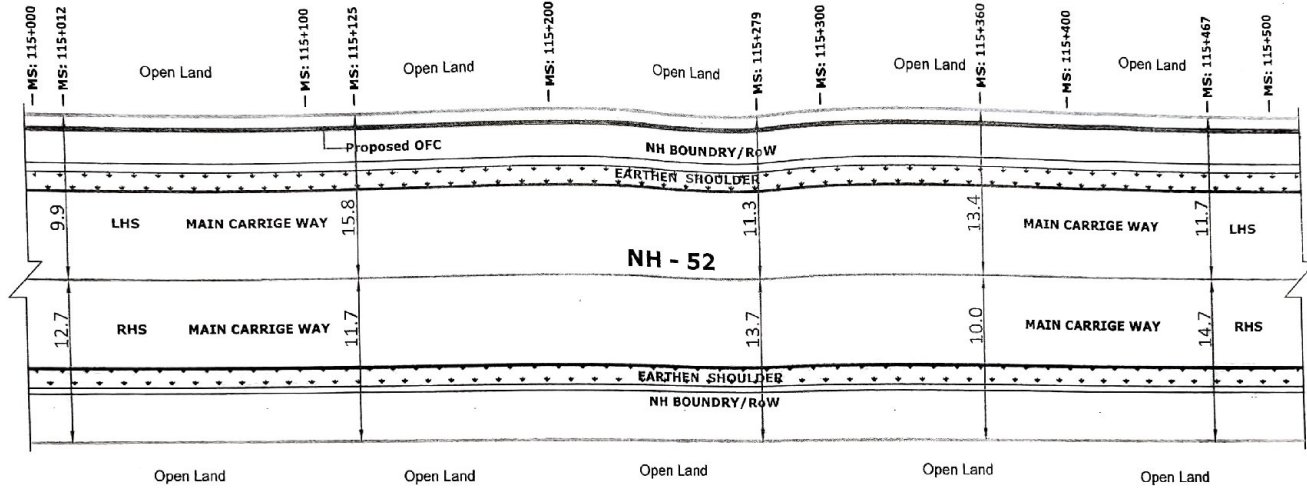 MS: 115+000
MS: 115+012
MS: 115+100
MS: 115+125
MS: 115+200
MS: 115+279
MS: 115+300
MS: 115+360
MS: 115+400
MS: 115+467
MS: 115+500
Open Land
Open Land
Open Land
Open Land
Open Land
Proposed OFC
NH BOUNDRY/RoW
EARTHEN SHOULDER
9.9
LHS
MAIN CARRIGE WAY
15.8
11.3
13.4
MAIN CARRIGE WAY
11.7
LHS
NH - 52
12.7
RHS
MAIN CARRIGE WAY
11.7
13.7
10.0
MAIN CARRIGE WAY
14.7
RHS
EARTHEN SHOULDER
NH BOUNDRY/RoW
Open Land
Open Land
Open Land
Open Land
Open Land